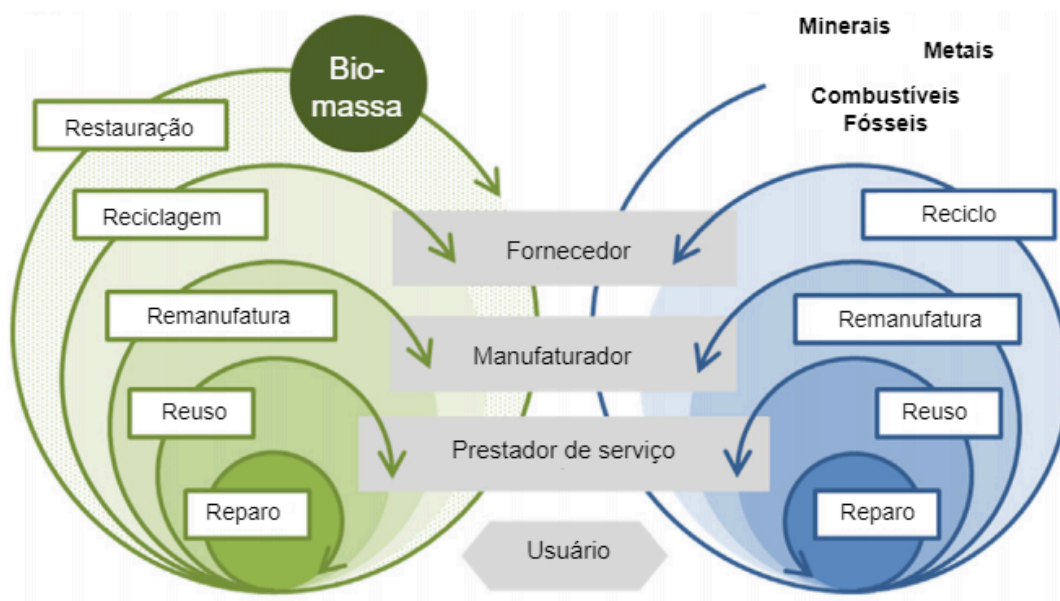 Minerais
Metais
Bio-
massa
Combustíveis
Fósseis
Restauração
Reciclagem
Reciclo
Fornecedor
Remanufatura
Remanufatura
Manufaturador
Reuso
Reuso
Prestador de serviço
Reparo
Reparo
Usuário